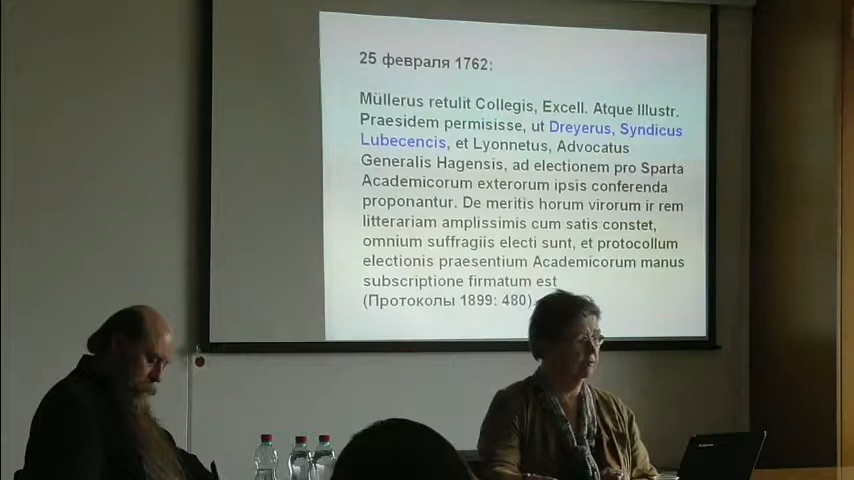 25 февраля 1762:
Müllerus retulit Collegis, Excell. Atque Illustr.
Praesidem permisisse, ut Dreyerus, Syndicus
Lubecencis, et Lyonnetus, Advocatus
Generalis Hagensis, ad electionem pro Sparta
Academicorum exterorum ipsis conferenda
proponantur. De meritis horum virorum ir rem
litterariam amplissimis cum satis constet,
omnium suffragiis electi sunt, et protocollum
electionis praesentium Academicorum manus
subscriptione firmatum est
(Протоколы 1899: 480).